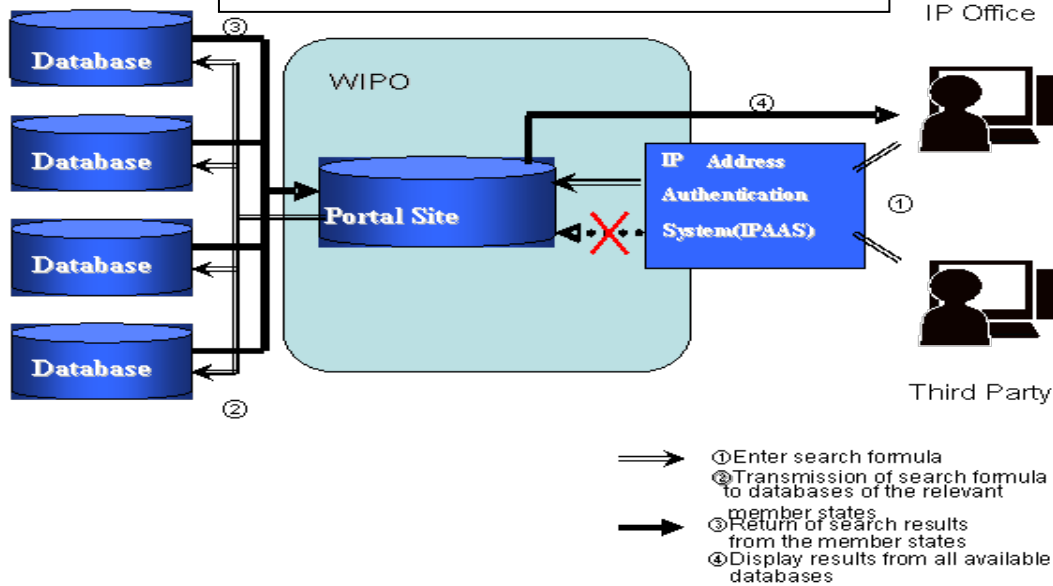 IP Office
③
Database
WIPO
④
Database
IP Address
Authentication
System(IPAAS)
①
Portal Site
Database
Database
②
Third Party
①Enter search formula
②Transmission of search formula
to databases of the relevant
member states
③Return of search results
from the member states
④Display results from all available
databases